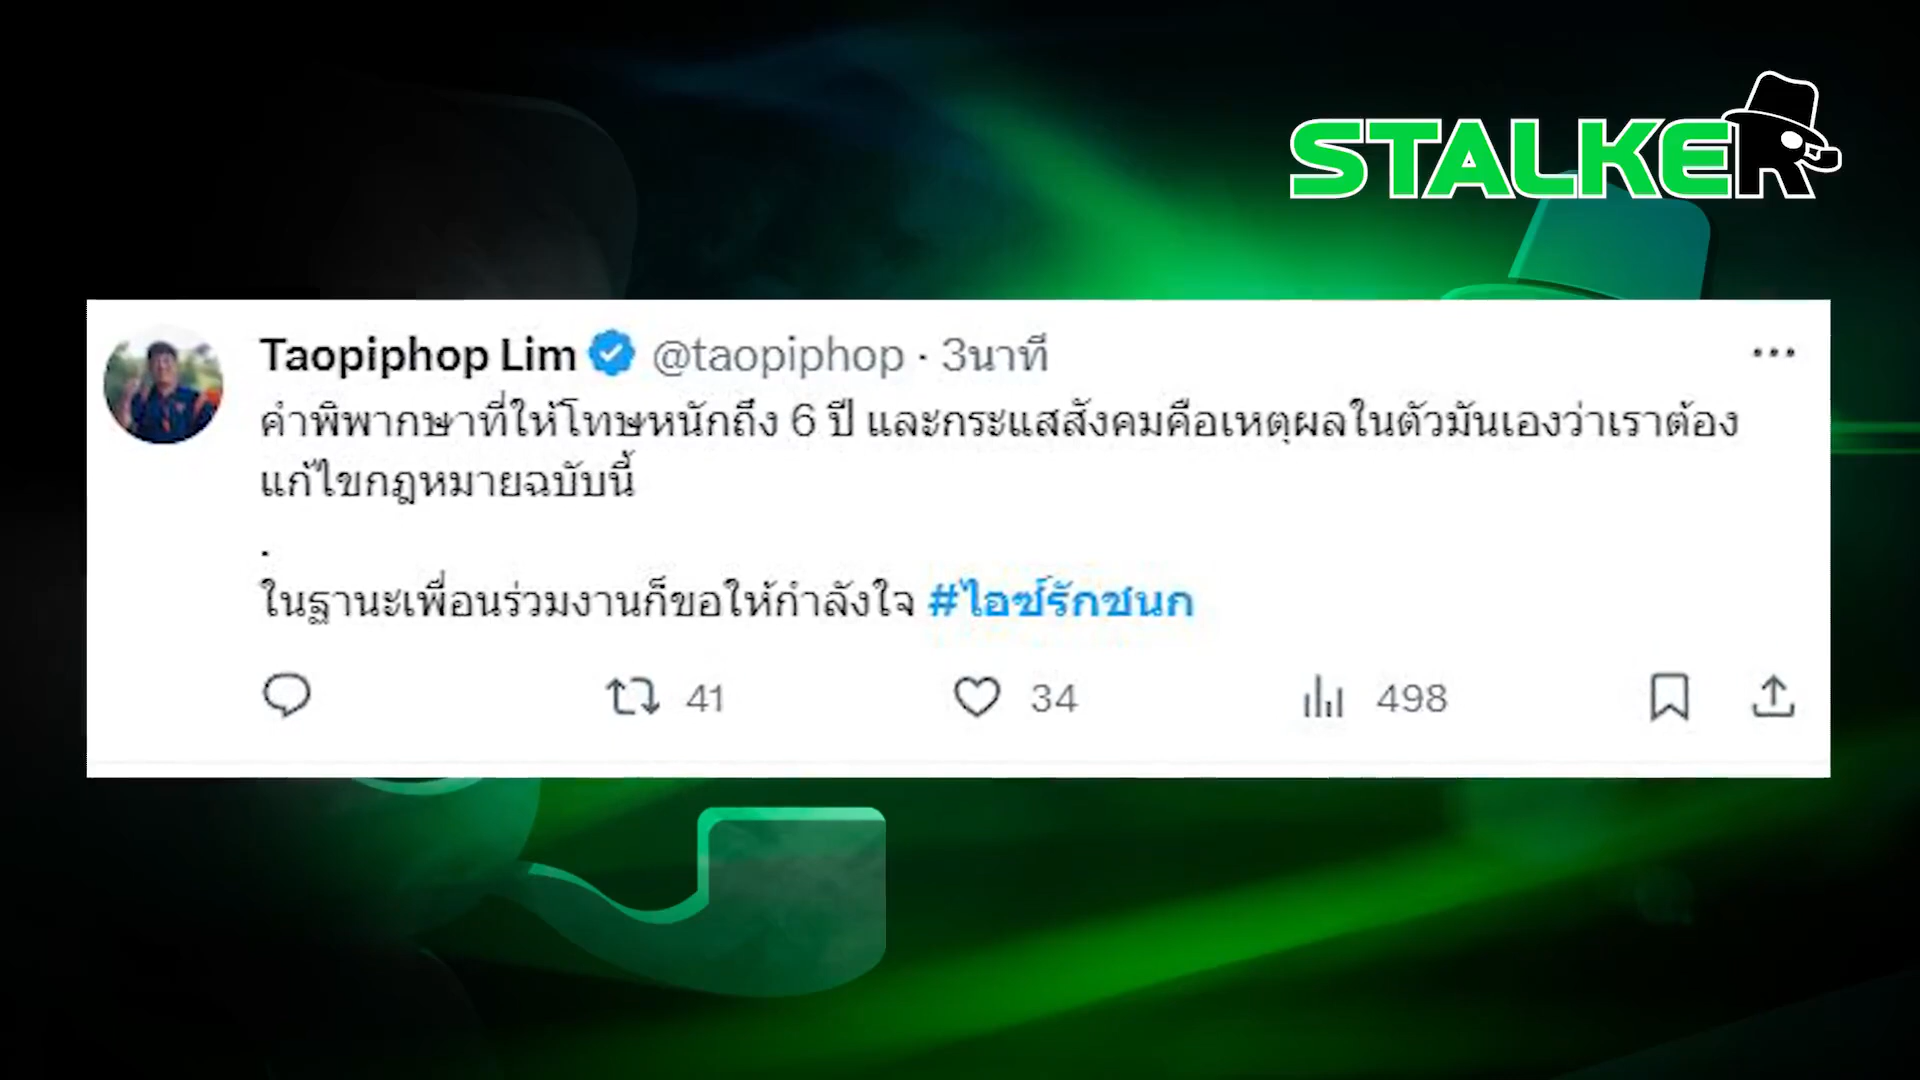 STALKER
Taopiphop Lim @taopiphop · 3นาที
คำพิพากษาที่ให้โทษหนักถึง 6 ปี และกระแสสังคมคือเหตุผลในตัวมันเองว่าเราต้อง
แก้ไขกฎหมายฉบับนี้
.
ในฐานะเพื่อนร่วมงานก็ขอให้กำลังใจ #ไอซ์รักชนก
41 34 498